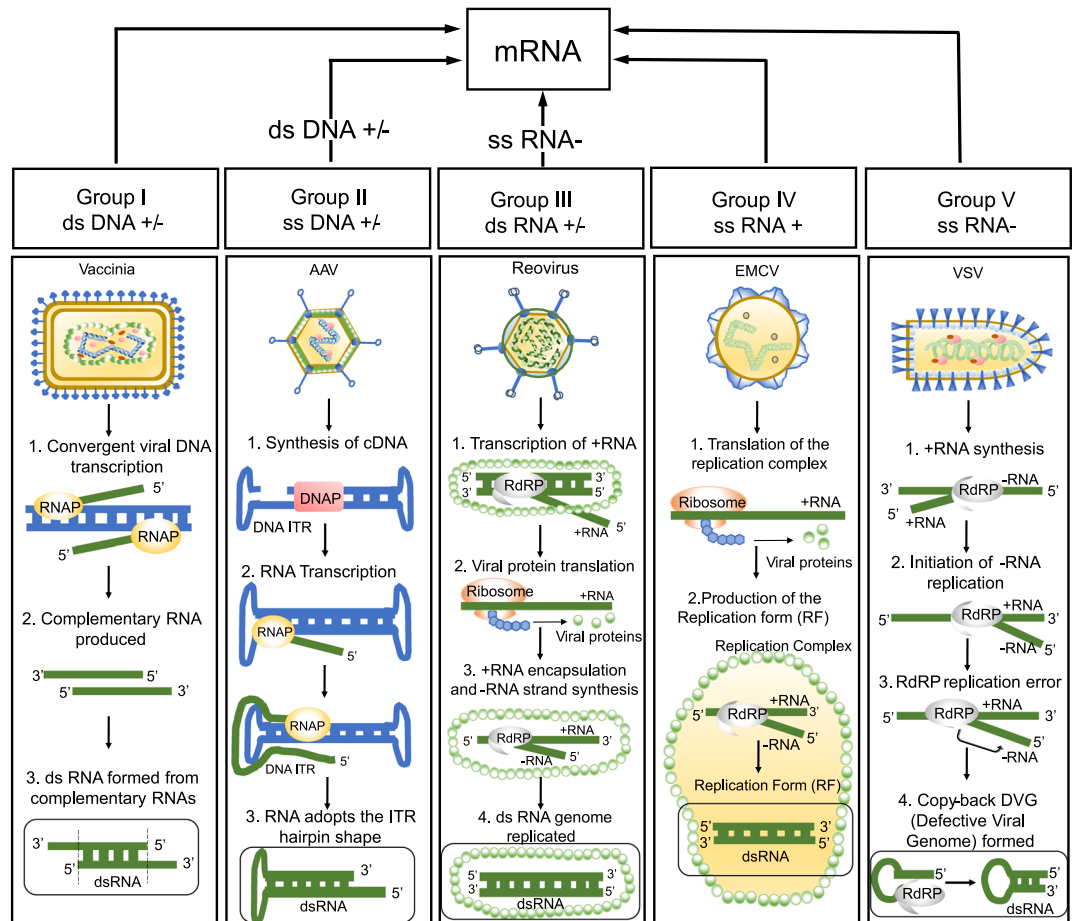 mRNA
ds DNA +/-
ss RNA-
Group I
ds DNA +/-
Group II
ss DNA +/-
Group III
ds RNA +/-
Group IV
ss RNA +
Group V
ss RNA-
Vaccinia
1. Convergent viral DNA
transcription
RNAP
5'
5'
RNAP
2. Complementary RNA
produced
3'
5'
5'
3'
3. ds RNA formed from
complementary RNAs
3'
5'
5'
3'
dsRNA
AAV
1. Synthesis of cDNA
DNAP
DNA ITR
2. RNA Transcription
RNAP
5'
RNAP
DNA ITR
5'
3. RNA adopts the ITR
hairpin shape
3'
5'
dsRNA
Reovirus
1. Transcription of +RNA
5'
3'
3'
5'
RdRP
+RNA
5'
2. Viral protein translation
Ribosome
+RNA
Viral proteins
3. +RNA encapsulation
and -RNA strand synthesis
+RNA
5'
RdRP
3'
-RNA
5'
4. ds RNA genome
replicated
5'
3'
3'
5'
dsRNA
EMCV
1. Translation of the
replication complex
Ribosome
+RNA
Viral proteins
2.Production of the
Replication form (RF)
Replication Complex
+RNA
5'
RdRP
3'
5'
-RNA
Replication Form (RF)
5'
3'
3'
5'
dsRNA
VSV
1. +RNA synthesis
3'
RdRP
-RNA
5'
5'
+RNA
2. Initiation of -RNA
replication
5'
RdRP
+RNA
3'
-RNA
5'
3. RdRP replication error
5'
RdRP
+RNA
3'
5'
-RNA
4. Copy-back DVG
(Defective Viral
Genome) formed
5'
RdRP
5'
3'
dsRNA